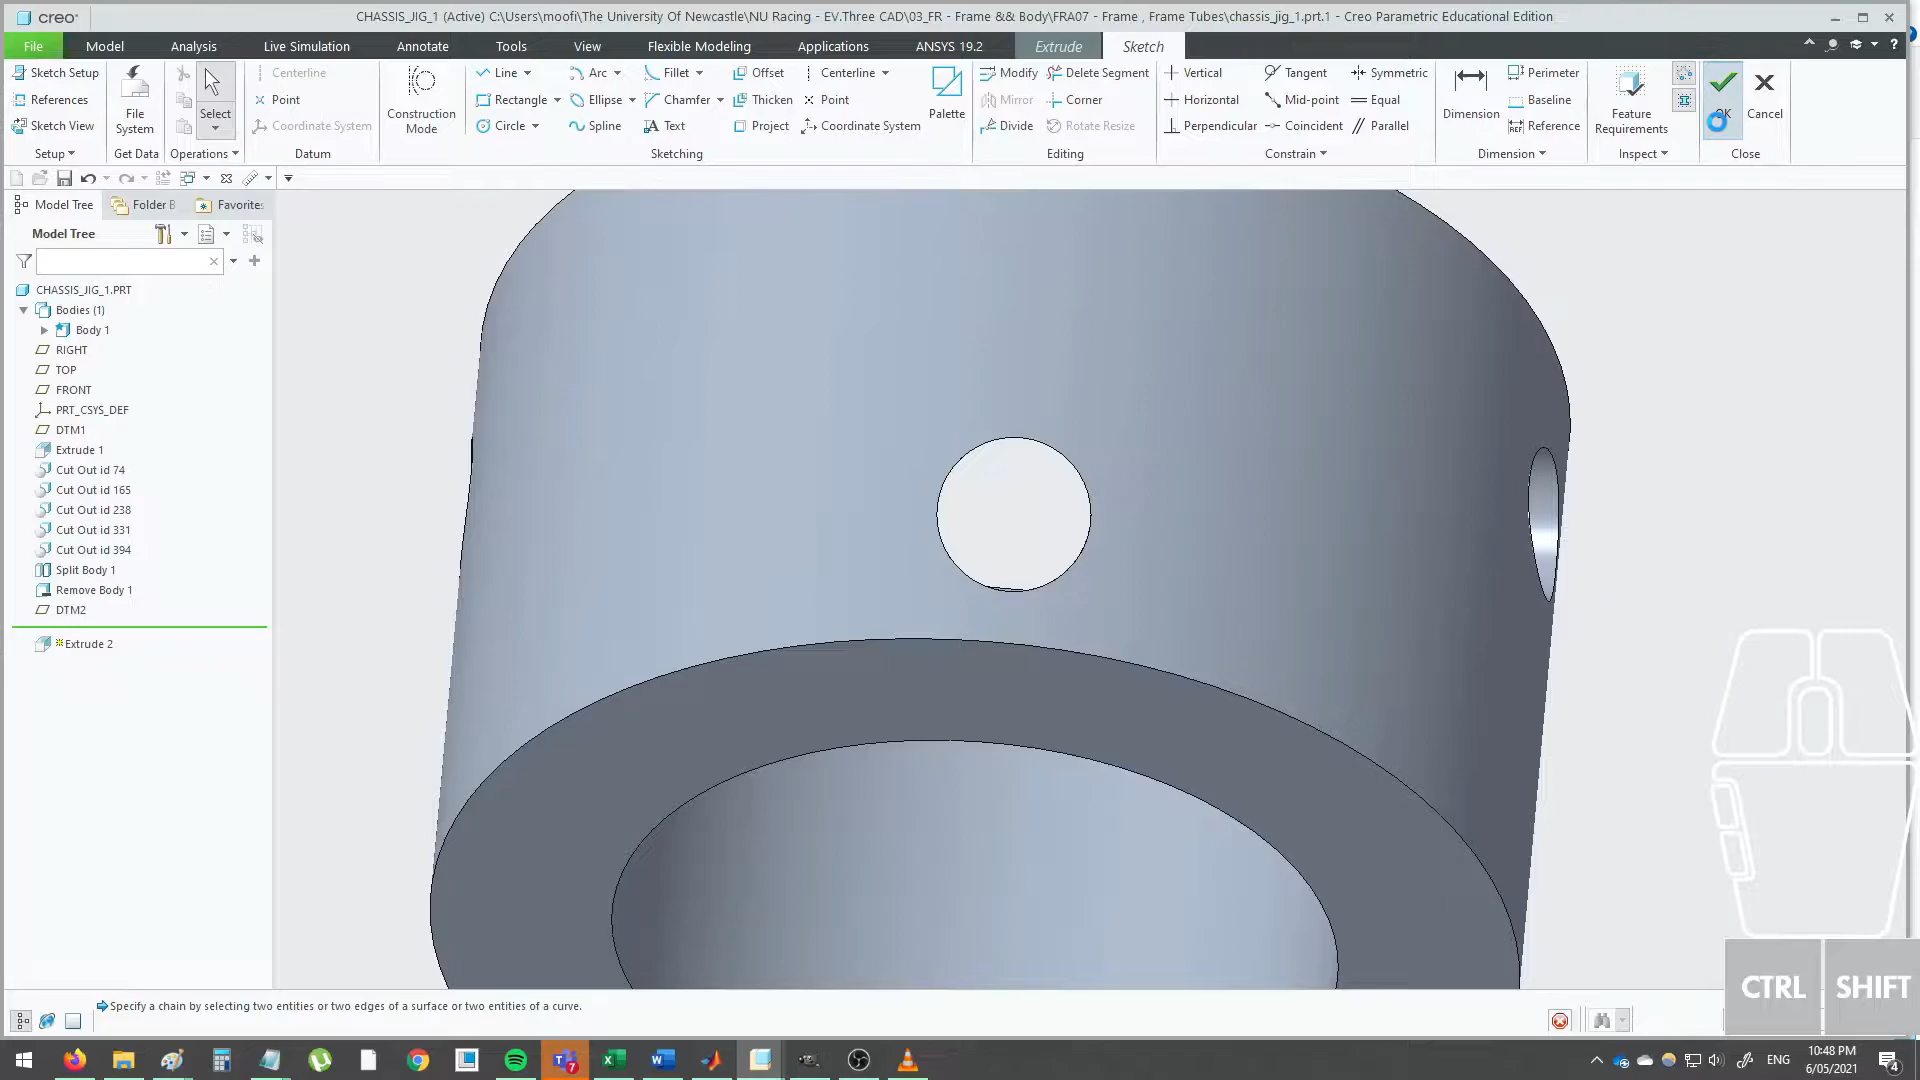 creo·
CHASSIS_JIG_1 (Active) C:\Users\moofi\The University Of Newcastle\NU Racing - EV.Three CAD\03_FR - Frame && Body\FRA07 - Frame , Frame Tubes\chassis_jig_1.prt.1 - Creo Parametric Educational Edition
File Model Analysis Live Simulation Annotate Tools View Flexible Modeling Applications ANSYS 19.2 Extrude Sketch
Sketch Setup
References
Sketch View
Setup
File System
Get Data
Select
Operations
Centerline
Point
Coordinate System
Datum
Construction Mode
Line Arc Fillet Offset Centerline
Rectangle Ellipse Chamfer Thicken Point
Circle Spline Text Project Coordinate System
Palette
Sketching
Modify Delete Segment
Mirror Corner
Divide Rotate Resize
Editing
Vertical Tangent Symmetric
Horizontal Mid-point Equal
Perpendicular Coincident Parallel
Constrain
Dimension
Perimeter
Baseline
Reference
Dimension
Feature Requirements
Inspect
OK
Cancel
Close
Model Tree Folder B Favorites
Model Tree
CHASSIS_JIG_1.PRT
Bodies (1)
Body 1
RIGHT
TOP
FRONT
PRT_CSYS_DEF
DTM1
Extrude 1
Cut Out id 74
Cut Out id 165
Cut Out id 238
Cut Out id 331
Cut Out id 394
Split Body 1
Remove Body 1
DTM2
Extrude 2
CTRL SHIFT
Specify a chain by selecting two entities or two edges of a surface or two entities of a curve.
ENG
10:48 PM
6/05/2021
7
4